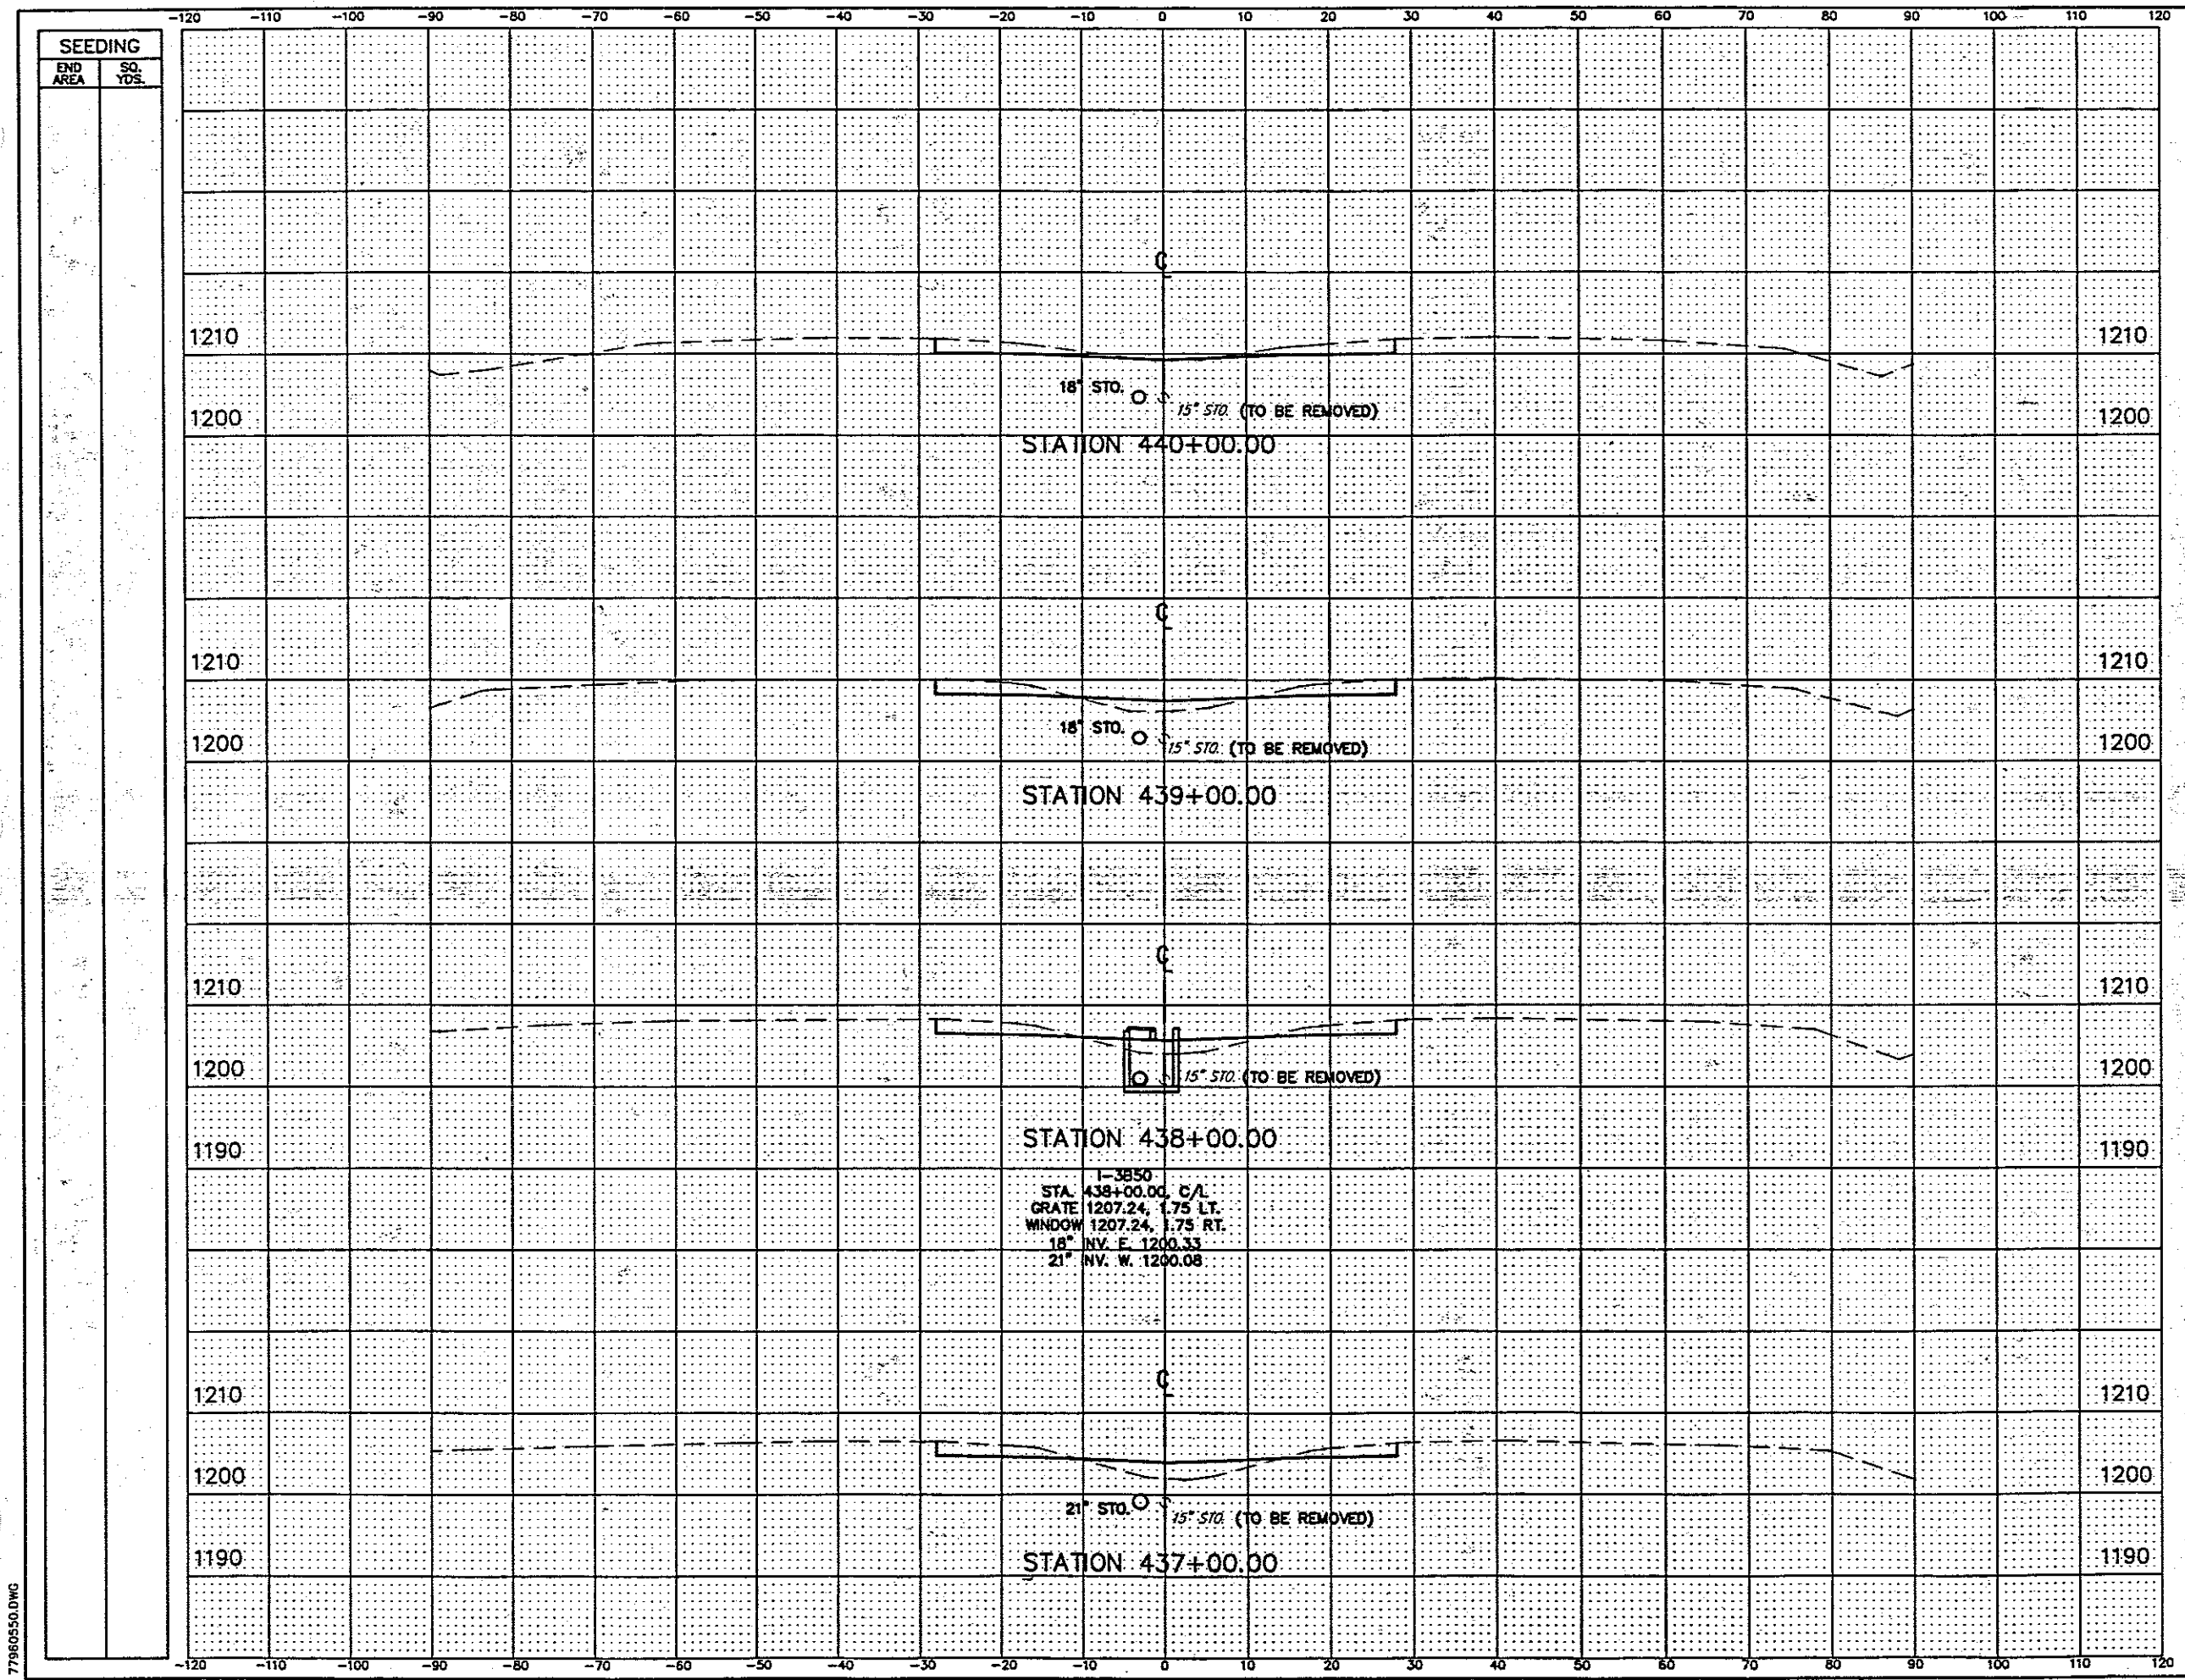 -120 -110 -100 -90 -80 -70 -60 -50 -40 -30 -20 -10 0 10 20 30 40 50 60 70 80 90 100 110 120
SEEDING
END AREA
SQ. YDS.
C L
1210 1210
18" STO.
15" STO. (TO BE REMOVED)
1200 1200
STATION 440+00.00
C L
1210 1210
18" STO.
15" STO. (TO BE REMOVED)
1200 1200
STATION 439+00.00
C L
1210 1210
1200 1200
S 15" STO. (TO BE REMOVED)
STATION 438+00.00
1190 1190
I-3B50
STA. 438+00.00, C/L
GRATE 1207.24, 1.75 LT.
WINDOW 1207.24, 1.75 RT.
18" INV. E. 1200.33
21" INV. W. 1200.08
C L
1210 1210
1200 1200
21" STO.
S 15" STO. (TO BE REMOVED)
STATION 437+00.00
1190 1190
-120 -110 -100 -90 -80 -70 -60 -50 -40 -30 -20 -10 0 10 20 30 40 50 60 70 80 90 100 110 120
77960550.DWG